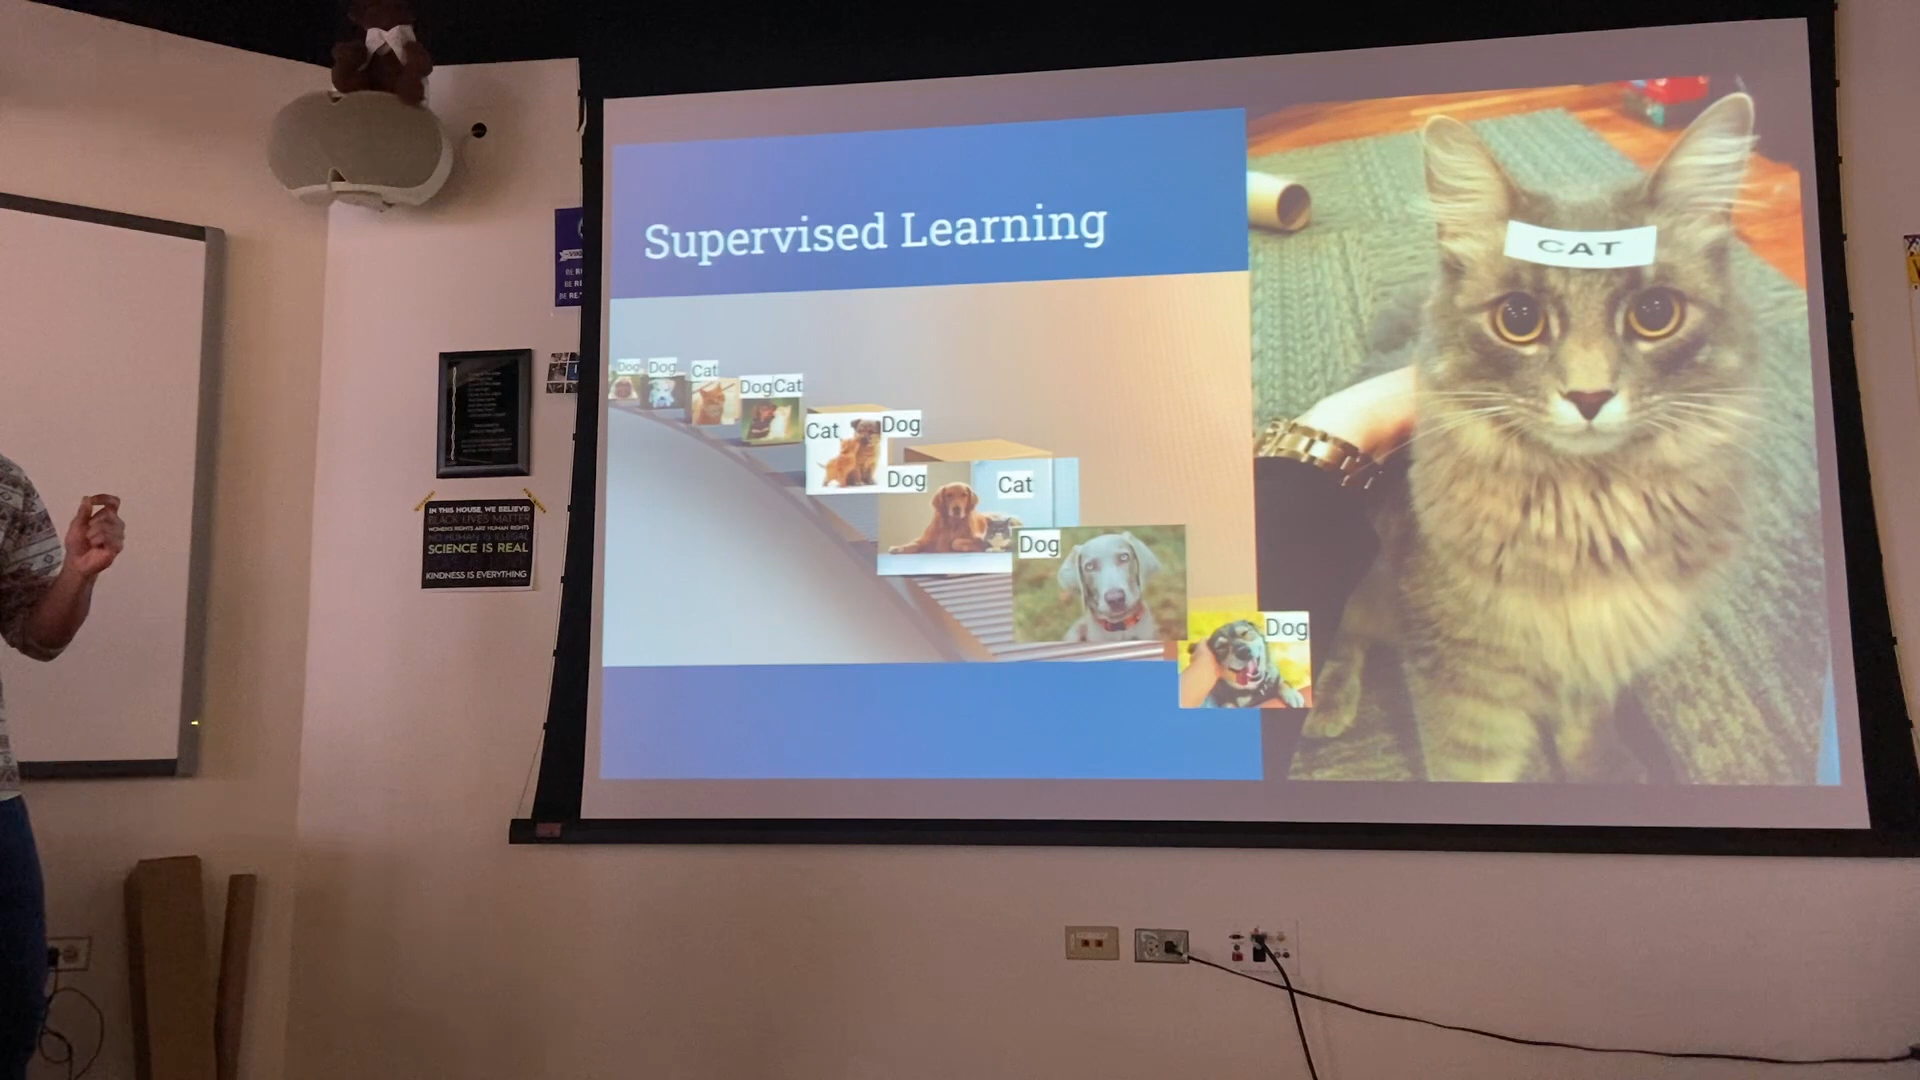 Supervised Learning
CAT
Dog
Dog
Cat
Dog
Cat
Cat
Dog
Dog
Cat
Dog
Dog
IN THIS HOUSE, WE BELIEVE:
BLACK LIVES MATTER
WOMEN'S RIGHTS ARE HUMAN RIGHTS
NO HUMAN IS ILLEGAL
SCIENCE IS REAL
KINDNESS IS EVERYTHING